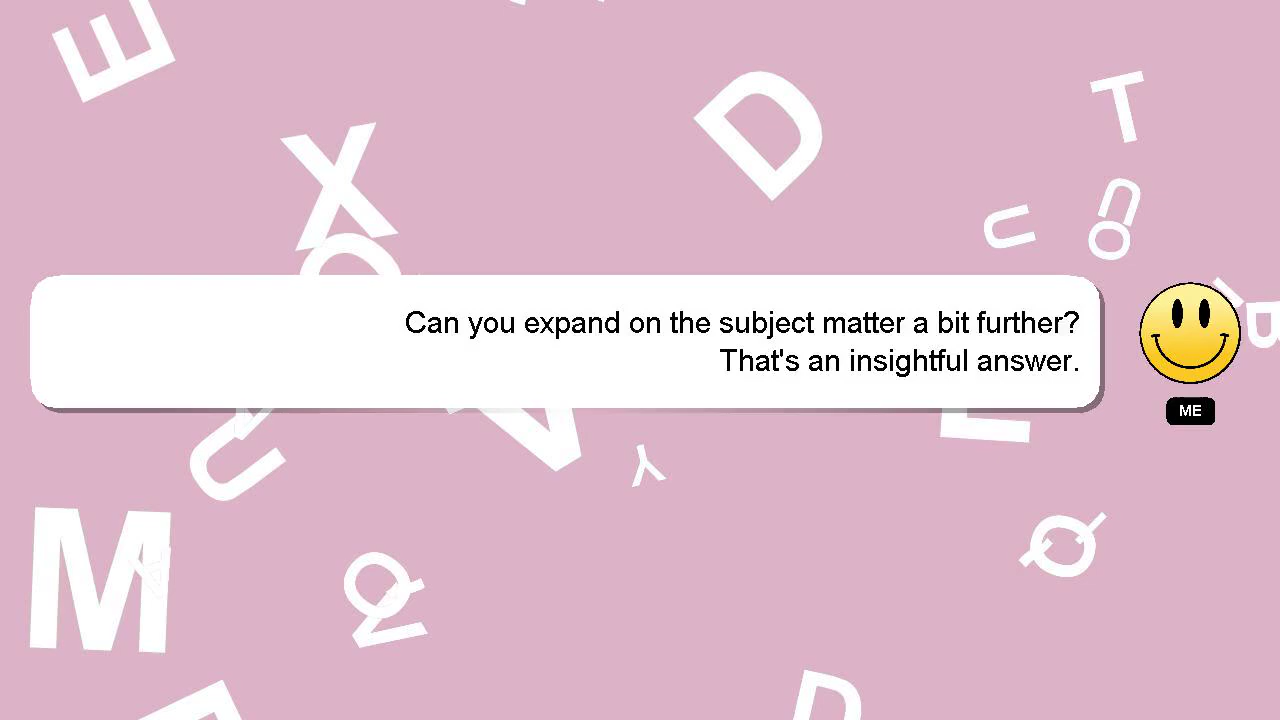 Can you expand on the subject matter a bit further?
That's an insightful answer.
ME
E
X
D
T
U
U
O
B
D
U
V
L
Y
M
A
Q
Z
Q
D